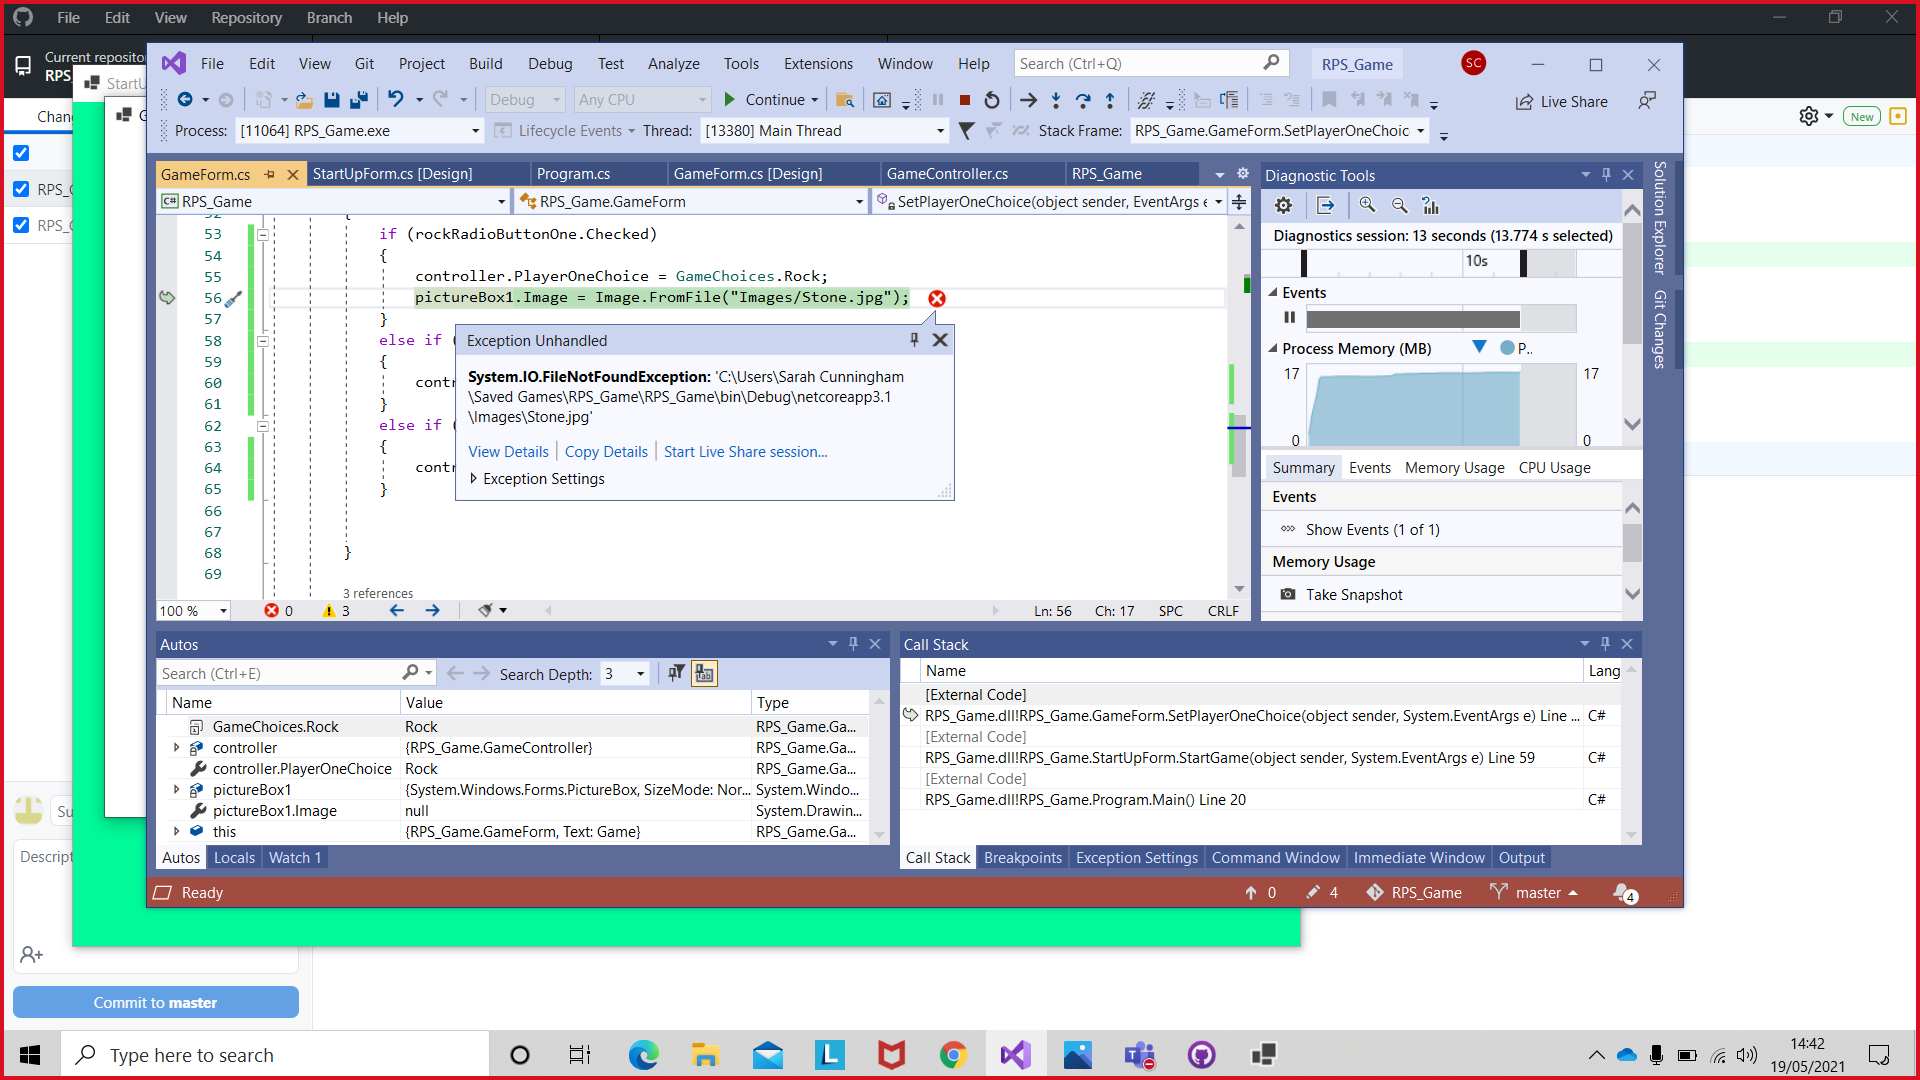 File Edit View Repository Branch Help
Current repositor
RPS_
StartU
Chang
G
New
RPS_G
RPS_G
Su
Descript
Commit to master
File Edit View Git Project Build Debug Test Analyze Tools Extensions Window Help Search (Ctrl+Q) RPS_Game SC
Debug Any CPU Continue Live Share
Process: [11064] RPS_Game.exe Lifecycle Events Thread: [13380] Main Thread Stack Frame: RPS_Game.GameForm.SetPlayerOneChoic
GameForm.cs StartUpForm.cs [Design] Program.cs GameForm.cs [Design] GameController.cs RPS_Game
C# RPS_Game RPS_Game.GameForm SetPlayerOneChoice(object sender, EventArgs e
52 {
53 if (rockRadioButtonOne.Checked)
54 {
55 controller.PlayerOneChoice = GameChoices.Rock;
56 pictureBox1.Image = Image.FromFile("Images/Stone.jpg");
57 }
58 else if (
59 {
60 contr
61 }
62 else if (
63 {
64 contr
65 }
66
67
68 }
69
3 references
Exception Unhandled
System.IO.FileNotFoundException: 'C:\Users\Sarah Cunningham
\Saved Games\RPS_Game\RPS_Game\bin\Debug\netcoreapp3.1
\Images\Stone.jpg'
View Details Copy Details Start Live Share session...
Exception Settings
100 % 0 3 Ln: 56 Ch: 17 SPC CRLF
Diagnostic Tools
Diagnostics session: 13 seconds (13.774 s selected)
10s
Events
Process Memory (MB) P..
17 17
0 0
Summary Events Memory Usage CPU Usage
Events
Show Events (1 of 1)
Memory Usage
Take Snapshot
Solution Explorer
Git Changes
Autos
Search (Ctrl+E) Search Depth: 3
Name Value Type
GameChoices.Rock Rock RPS_Game.Ga...
controller {RPS_Game.GameController} RPS_Game.Ga...
controller.PlayerOneChoice Rock RPS_Game.Ga...
pictureBox1 {System.Windows.Forms.PictureBox, SizeMode: Nor... System.Windo...
pictureBox1.Image null System.Drawin...
this {RPS_Game.GameForm, Text: Game} RPS_Game.Ga...
Autos Locals Watch 1
Call Stack
Name Lang
[External Code]
RPS_Game.dll!RPS_Game.GameForm.SetPlayerOneChoice(object sender, System.EventArgs e) Line ... C#
[External Code]
RPS_Game.dll!RPS_Game.StartUpForm.StartGame(object sender, System.EventArgs e) Line 59 C#
[External Code]
RPS_Game.dll!RPS_Game.Program.Main() Line 20 C#
Call Stack Breakpoints Exception Settings Command Window Immediate Window Output
Ready 0 4 RPS_Game master 4
Type here to search
L
14:42
19/05/2021